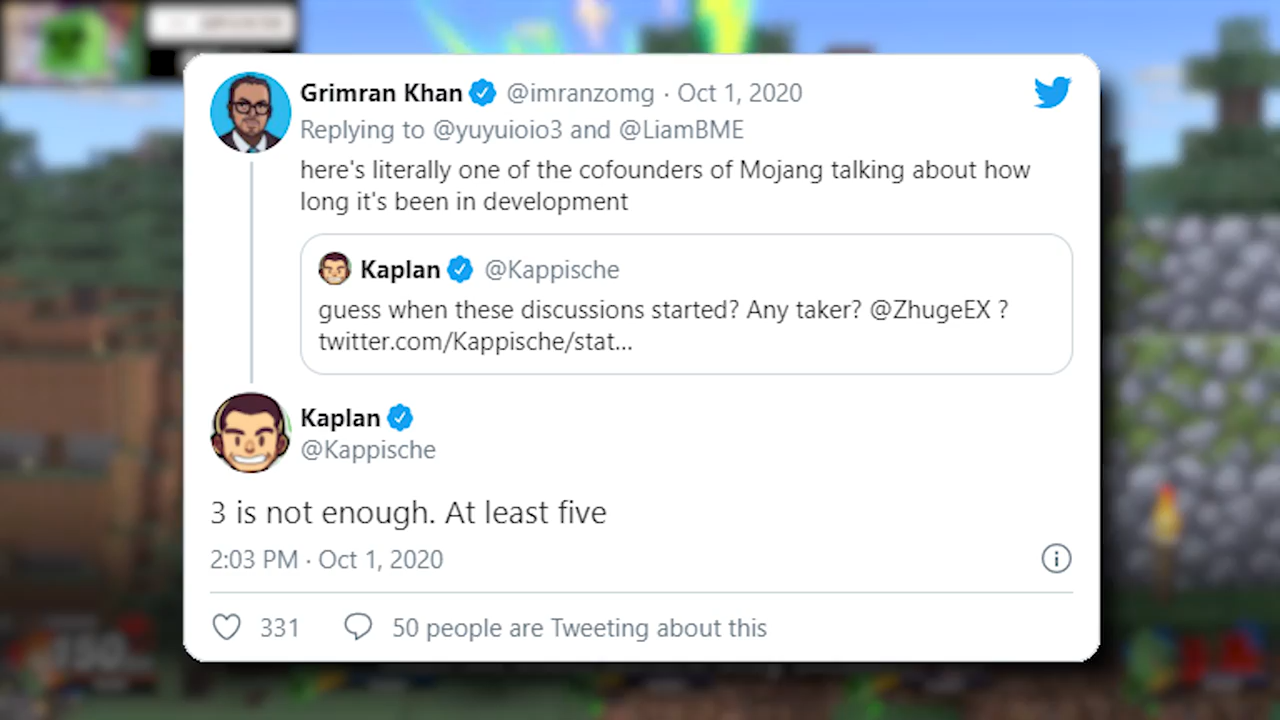 Grimran Khan @imranzomg · Oct 1, 2020
Replying to @yuyuioio3 and @LiamBME
here's literally one of the cofounders of Mojang talking about how
long it's been in development
Kaplan @Kappische
guess when these discussions started? Any taker? @ZhugeEX ?
twitter.com/Kappische/stat...
Kaplan
@Kappische
3 is not enough. At least five
2:03 PM · Oct 1, 2020
331 50 people are Tweeting about this